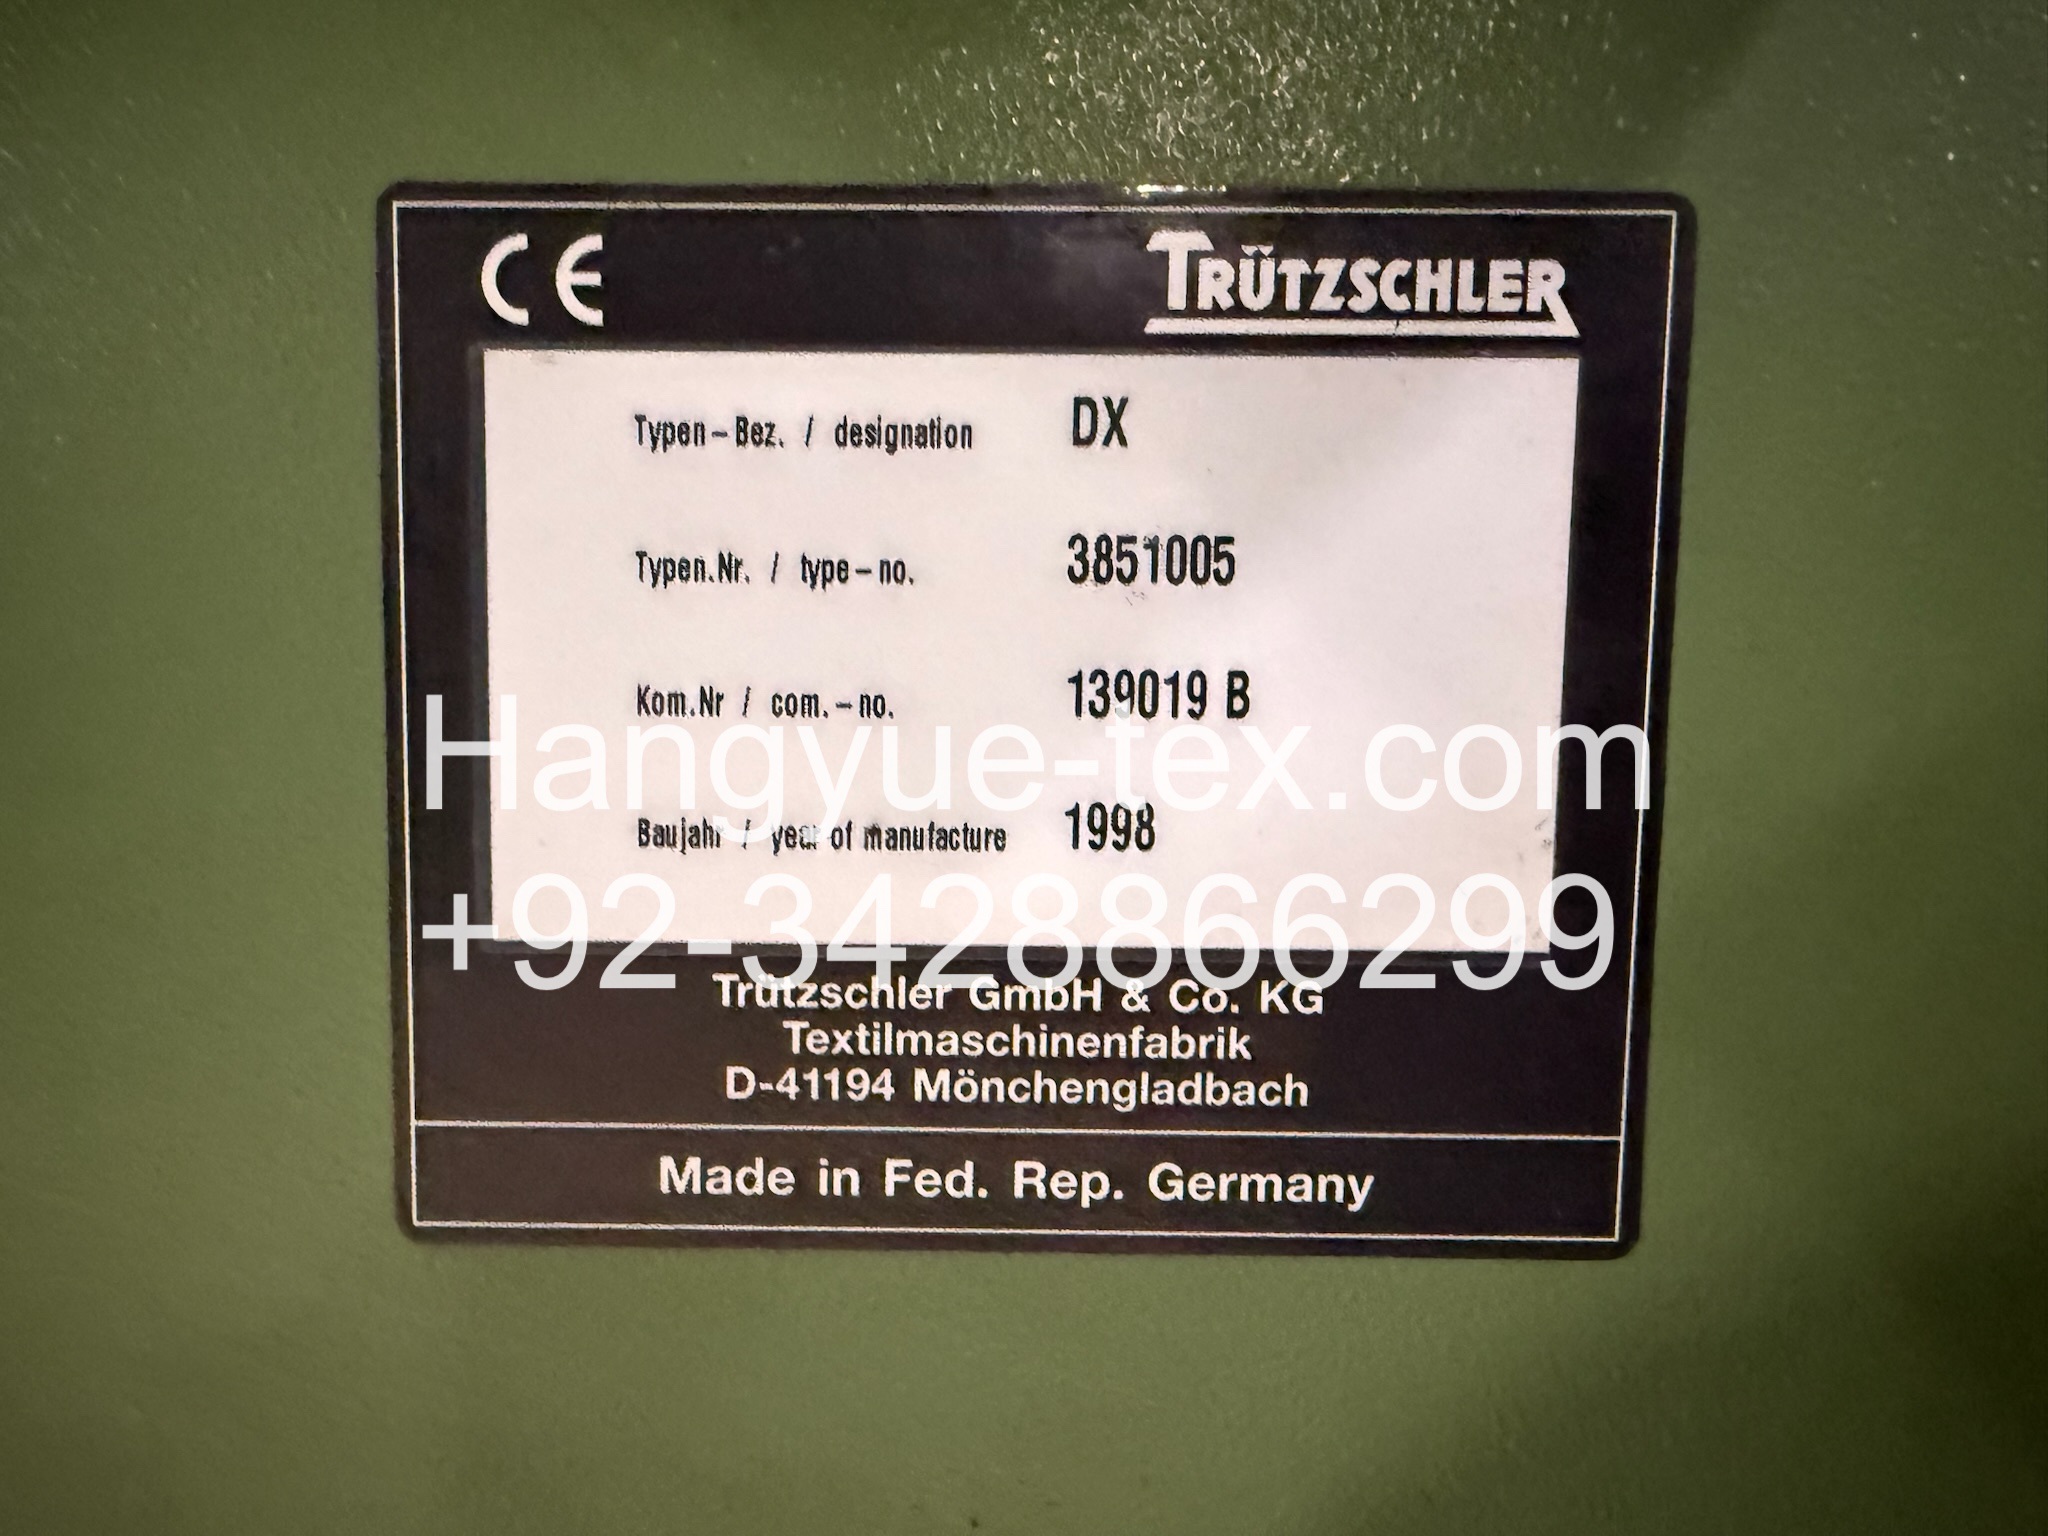 CE TRÜTZSCHLER
Typen-Bez. / designation DX
Typen.Nr. / type-no. 3851005
Kom.Nr / com.-no. 139019 B
Hangyue-tex.com
Baujahr / year of manufacture 1998
+92-3428866299
Trützschler GmbH & Co. KG
Textilmaschinenfabrik
D-41194 Mönchengladbach
Made in Fed. Rep. Germany